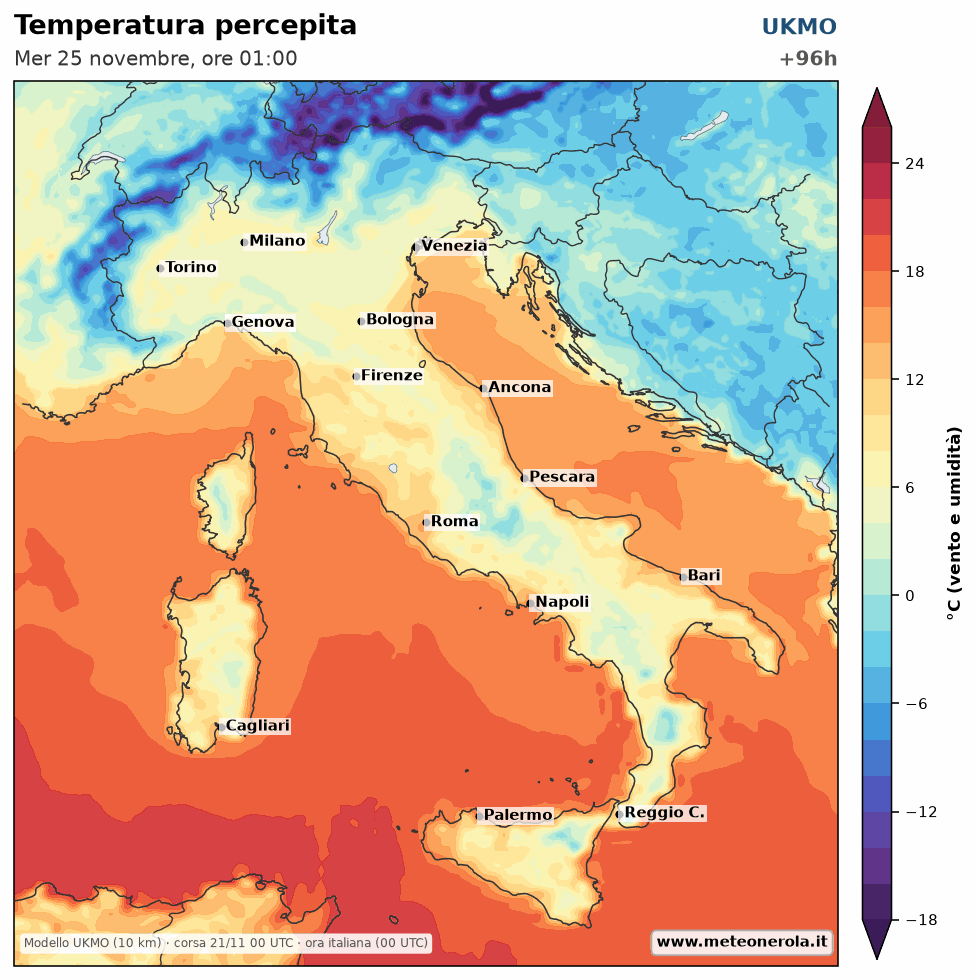 Temperatura percepita
UKMO
Mer 25 novembre, ore 01:00
+96h
Milano
Venezia
Torino
Genova
Bologna
Firenze
Ancona
Pescara
Roma
Bari
Napoli
Cagliari
Palermo
Reggio C.
24
18
12
6
0
−6
−12
−18
°C (vento e umidità)
Modello UKMO (10 km) · corsa 21/11 00 UTC · ora italiana (00 UTC)
www.meteonerola.it